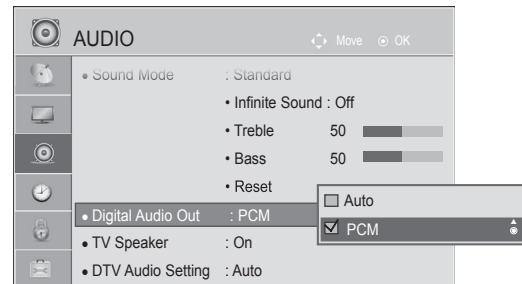 AUDIO
Move OK
• Sound Mode : Standard
• Infinite Sound : Off
• Treble 50
• Bass 50
• Reset
• Digital Audio Out : PCM
• TV Speaker : On
• DTV Audio Setting : Auto
Auto
PCM